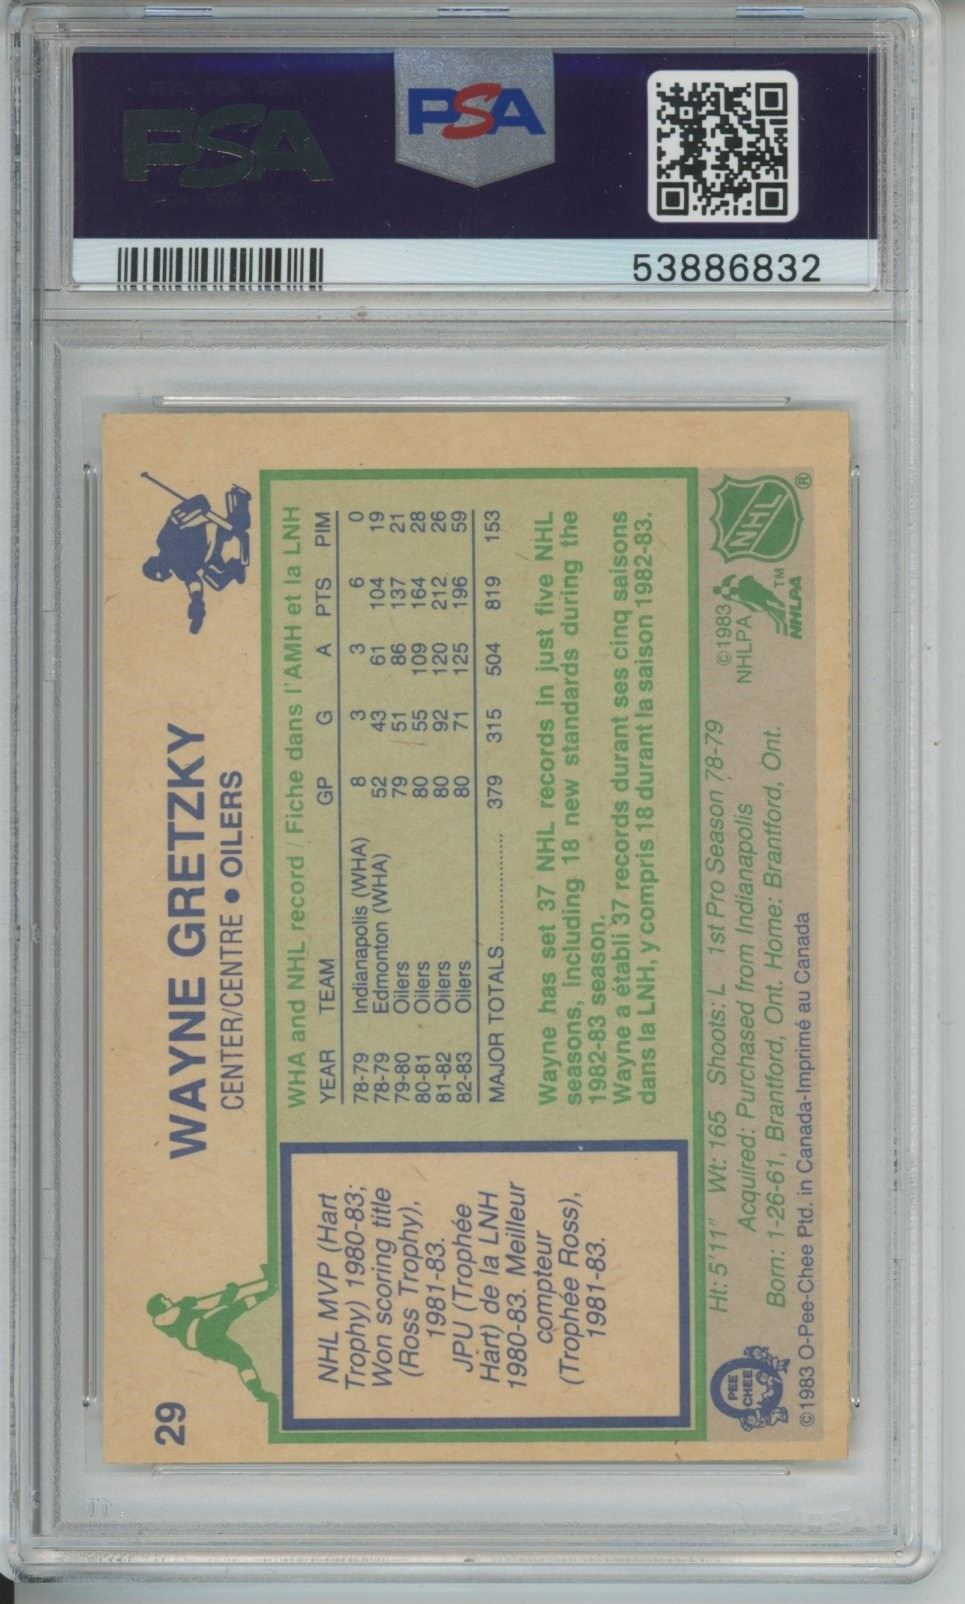 PSA
PSA
53886832
29
WAYNE GRETZKY
CENTER/CENTRE • OILERS
NHL MVP (Hart
Trophy) 1980-83;
Won scoring title
(Ross Trophy),
1981-83.
JPU (Trophée
Hart) de la LNH
1980-83. Meilleur
compteur
(Trophée Ross),
1981-83.
WHA and NHL record / Fiche dans l'AMH et la LNH
YEAR TEAM GP G A PTS PIM
78-79 Indianapolis (WHA) 8 3 3 6 0
78-79 Edmonton (WHA) 52 43 61 104 19
79-80 Oilers 79 51 86 137 21
80-81 Oilers 80 55 109 164 28
81-82 Oilers 80 92 120 212 26
82-83 Oilers 80 71 125 196 59
MAJOR TOTALS............... 379 315 504 819 153
Wayne has set 37 NHL records in just five NHL
seasons, including 18 new standards during the
1982-83 season.
Wayne a établi 37 records durant ses cinq saisons
dans la LNH, y compris 18 durant la saison 1982-83.
Ht: 5'11" Wt: 165 Shoots: L 1st Pro Season 78-79
Acquired: Purchased from Indianapolis
Born: 1-26-61, Brantford, Ont. Home: Brantford, Ont.
©1983 O-Pee-Chee Ptd. in Canada-Imprimé au Canada
O
PEE
CHEE
©1983
NHLPA
TM
NHLPA
NHL
®